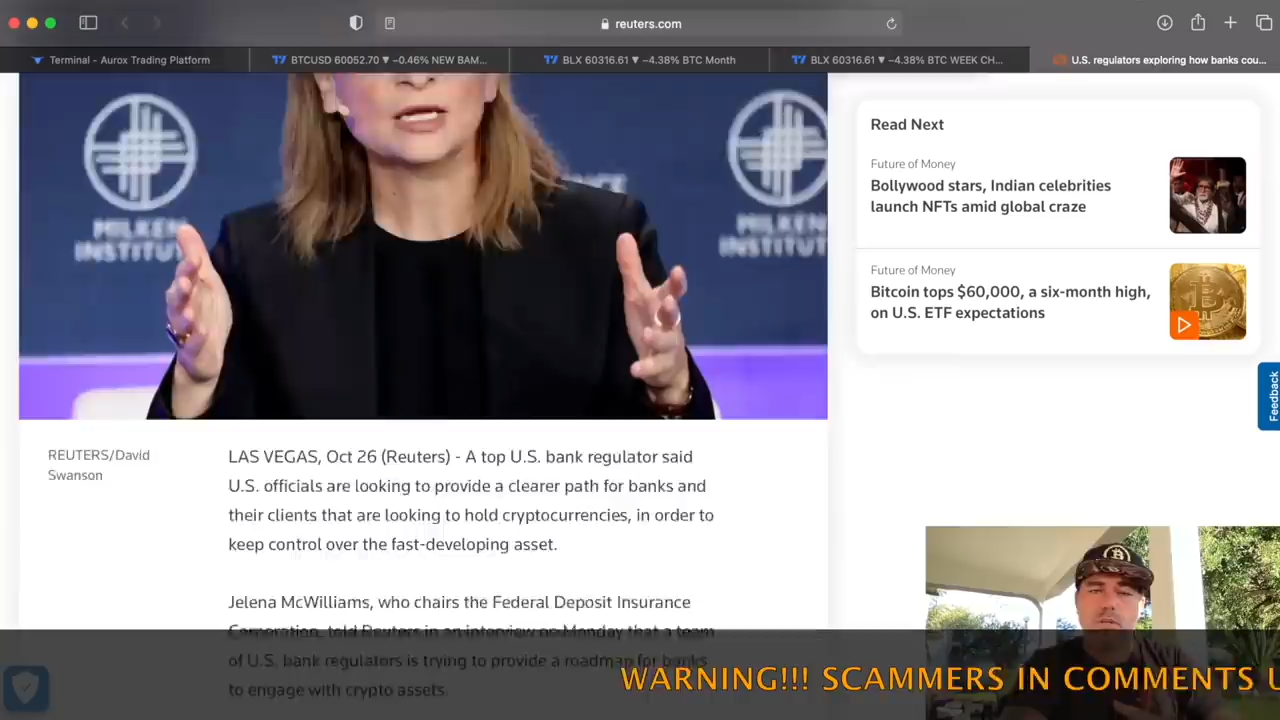 reuters.com
Terminal - Aurox Trading Platform
BTCUSD 60052.70 ▼ −0.46% NEW BAM...
BLX 60316.61 ▼ −4.38% BTC Month
BLX 60316.61 ▼ −4.38% BTC WEEK CH...
U.S. regulators exploring how banks cou...
MILKEN
INSTITUTE
MILKEN
INSTITUTE
Read Next
Future of Money
Bollywood stars, Indian celebrities
launch NFTs amid global craze
Future of Money
Bitcoin tops $60,000, a six-month high,
on U.S. ETF expectations
Feedback
REUTERS/David
Swanson
LAS VEGAS, Oct 26 (Reuters) - A top U.S. bank regulator said
U.S. officials are looking to provide a clearer path for banks and
their clients that are looking to hold cryptocurrencies, in order to
keep control over the fast-developing asset.
Jelena McWilliams, who chairs the Federal Deposit Insurance
Corporation, told Reuters in an interview on Monday that a team
of U.S. bank regulators is trying to provide a roadmap for banks
to engage with crypto assets.
WARNING!!! SCAMMERS IN COMMENTS U